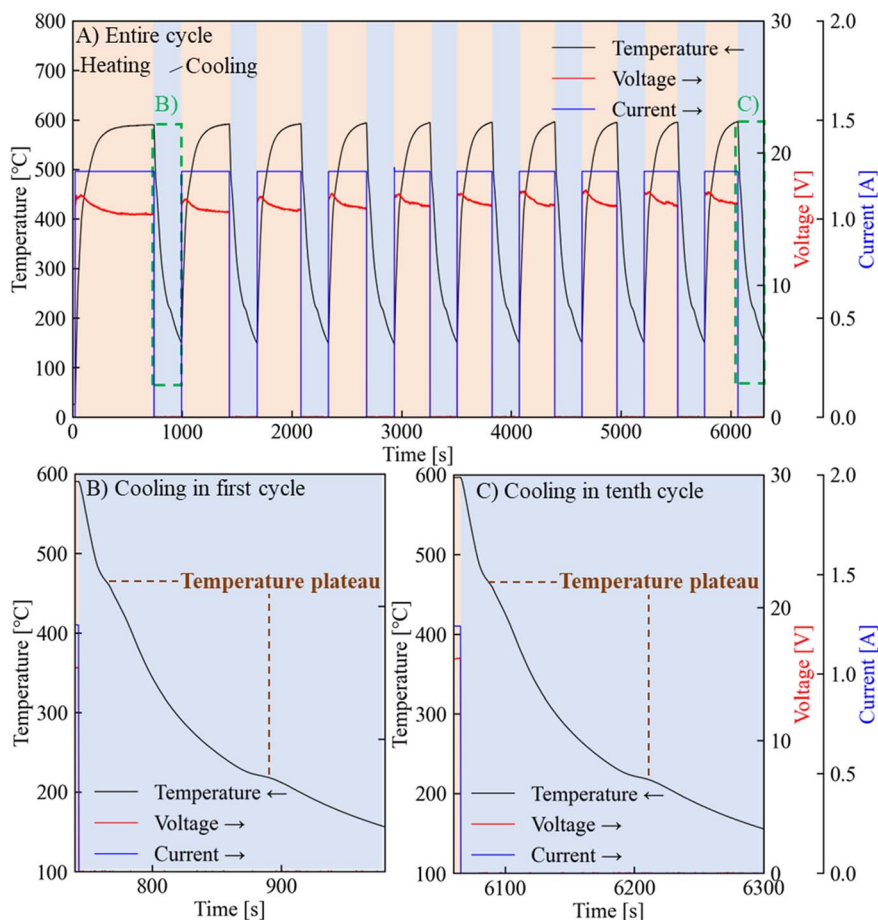 A) Entire cycle
Heating
Cooling
B)
C)
Temperature ←
Voltage →
Current →
800
700
600
500
400
300
200
100
0
Temperature [℃]
0
1000
2000
3000
4000
5000
6000
Time [s]
30
20
10
0
Voltage [V]
2.0
1.5
1.0
0.5
0.0
Current [A]
B) Cooling in first cycle
Temperature plateau
Temperature ←
Voltage →
Current →
600
500
400
300
200
100
Temperature [℃]
800
900
Time [s]
C) Cooling in tenth cycle
Temperature plateau
Temperature ←
Voltage →
Current →
600
500
400
300
200
100
Temperature [℃]
6100
6200
6300
Time [s]
30
20
10
0
Voltage [V]
2.0
1.5
1.0
0.5
0.0
Current [A]